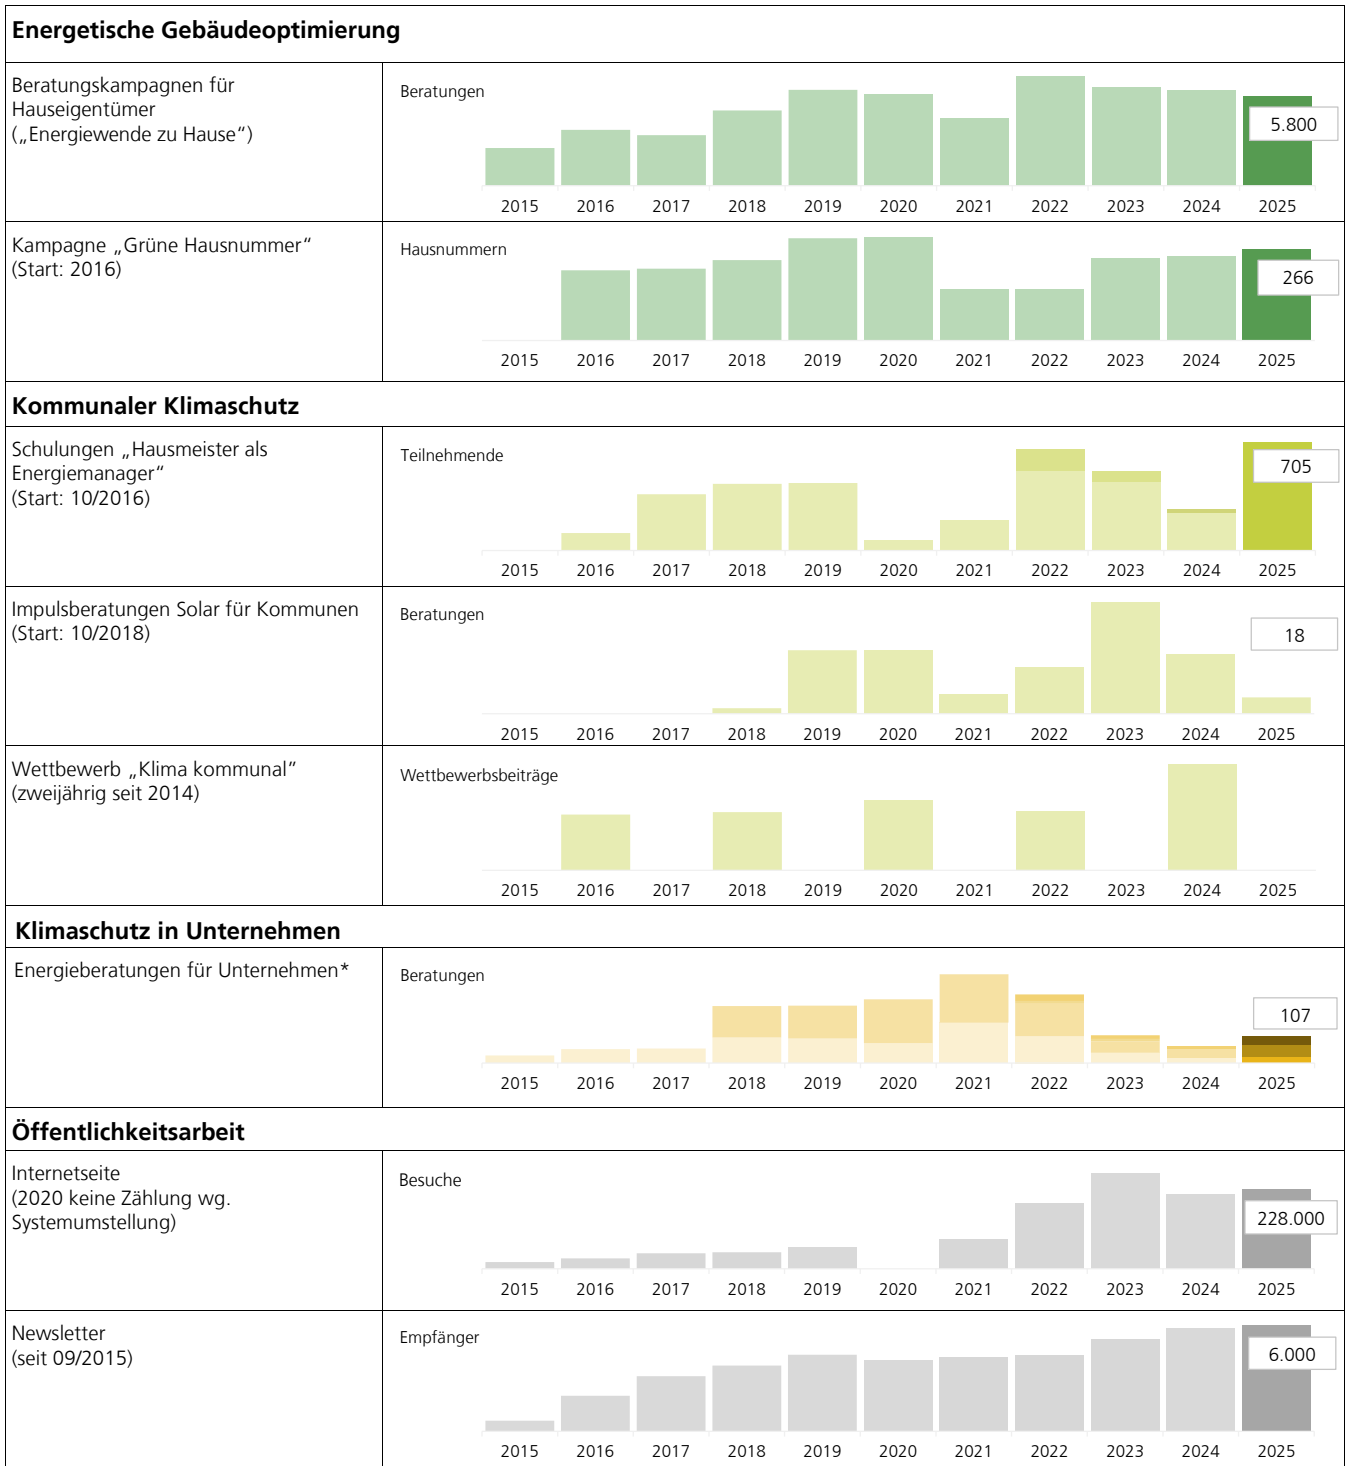 Energetische Gebäudeoptimierung
Beratungskampagnen für
Hauseigentümer
(„Energiewende zu Hause“)
Beratungen
5.800
2015 2016 2017 2018 2019 2020 2021 2022 2023 2024 2025
Kampagne „Grüne Hausnummer“
(Start: 2016)
Hausnummern
266
2015 2016 2017 2018 2019 2020 2021 2022 2023 2024 2025
Kommunaler Klimaschutz
Schulungen „Hausmeister als
Energiemanager“
(Start: 10/2016)
Teilnehmende
705
2015 2016 2017 2018 2019 2020 2021 2022 2023 2024 2025
Impulsberatungen Solar für Kommunen
(Start: 10/2018)
Beratungen
18
2015 2016 2017 2018 2019 2020 2021 2022 2023 2024 2025
Wettbewerb „Klima kommunal“
(zweijährig seit 2014)
Wettbewerbsbeiträge
2015 2016 2017 2018 2019 2020 2021 2022 2023 2024 2025
Klimaschutz in Unternehmen
Energieberatungen für Unternehmen*
Beratungen
107
2015 2016 2017 2018 2019 2020 2021 2022 2023 2024 2025
Öffentlichkeitsarbeit
Internetseite
(2020 keine Zählung wg.
Systemumstellung)
Besuche
228.000
2015 2016 2017 2018 2019 2020 2021 2022 2023 2024 2025
Newsletter
(seit 09/2015)
Empfänger
6.000
2015 2016 2017 2018 2019 2020 2021 2022 2023 2024 2025